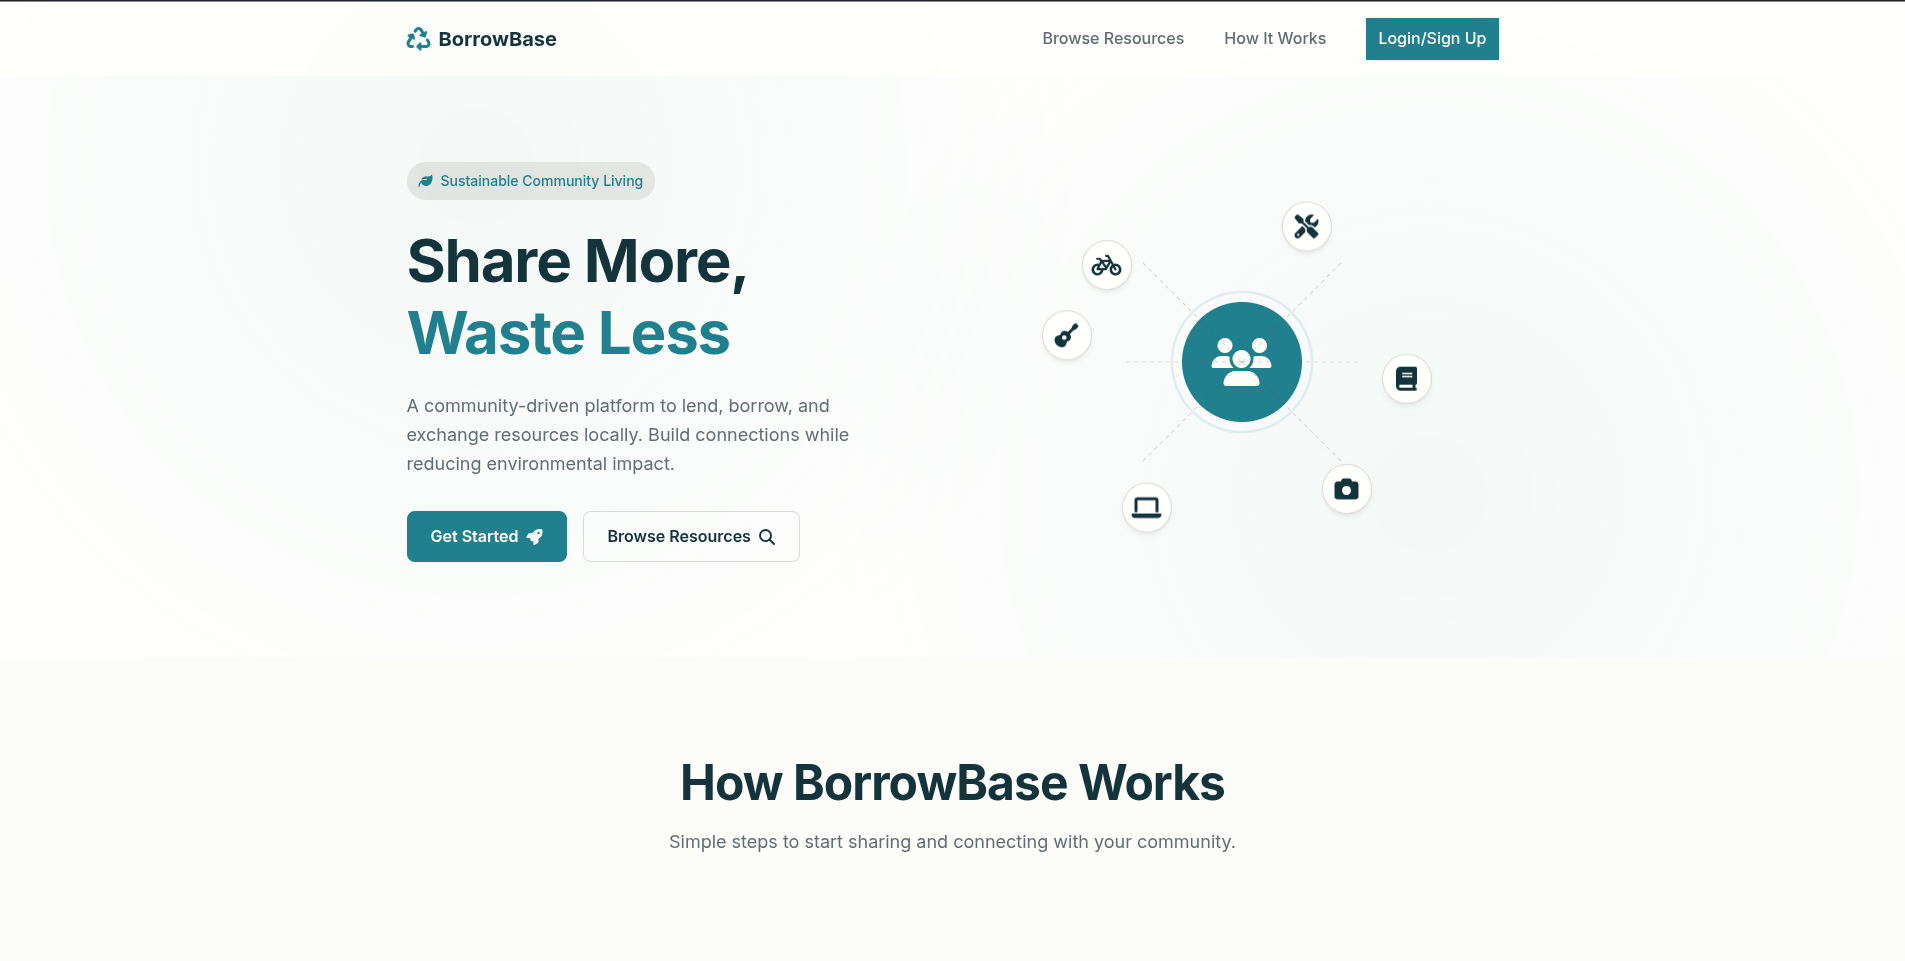 BorrowBase
Browse Resources
How It Works
Login/Sign Up
Sustainable Community Living
Share More,
Waste Less
A community-driven platform to lend, borrow, and
exchange resources locally. Build connections while
reducing environmental impact.
Get Started
Browse Resources
How BorrowBase Works
Simple steps to start sharing and connecting with your community.